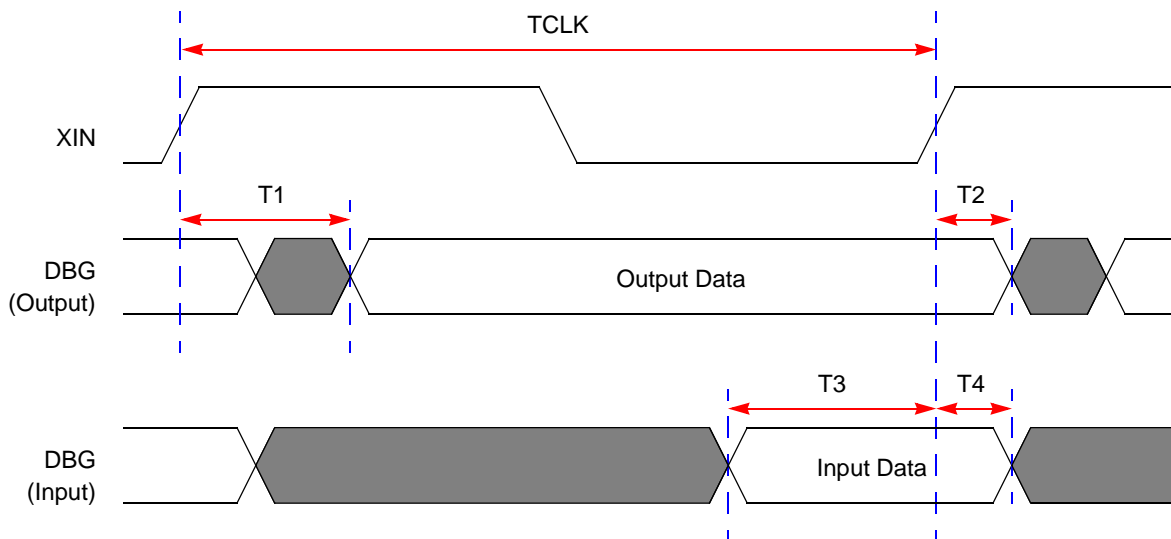 TCLK
XIN
T1
T2
DBG
(Output)
Output Data
T3
T4
DBG
(Input)
Input Data